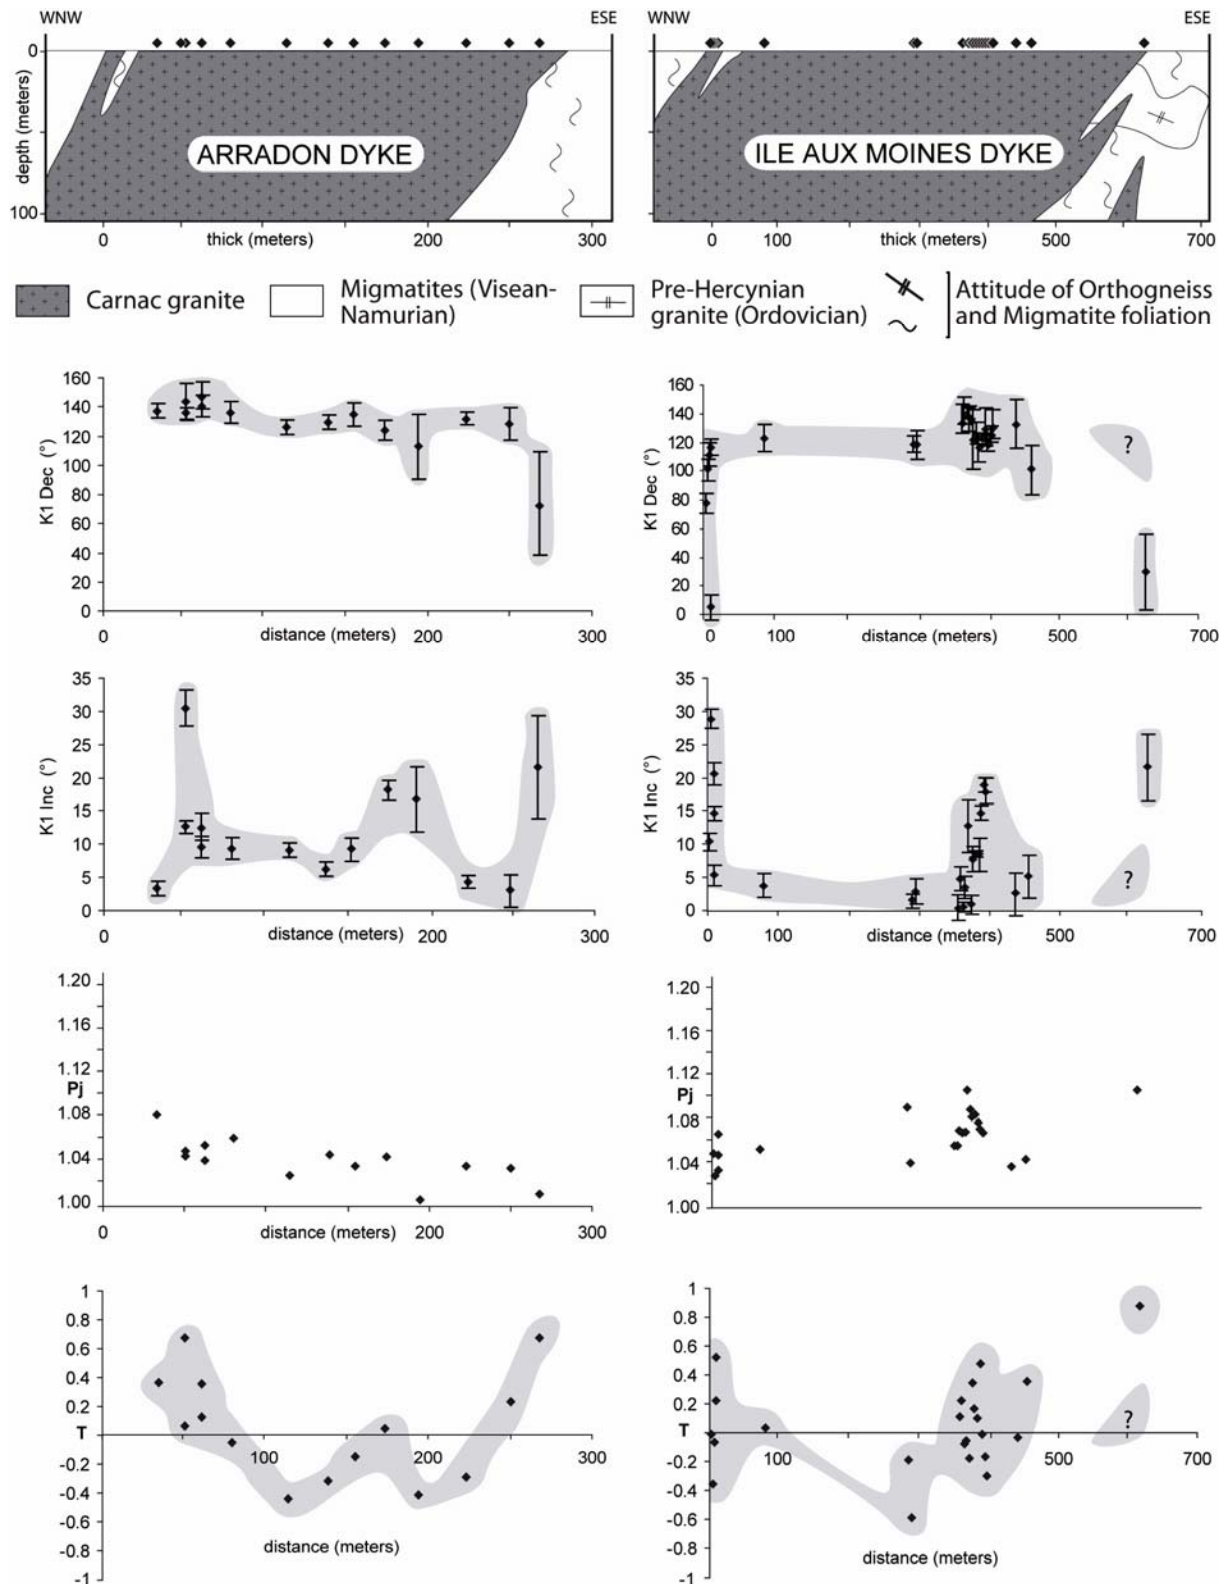 WNW ESE
0
depth (meters)
100
ARRADON DYKE
0 200 300
thick (meters)
WNW ESE
ILE AUX MOINES DYKE
0 100 500 700
thick (meters)
Carnac granite
Migmatites (Visean-
Namurian)
Pre-Hercynian
granite (Ordovician)
Attitude of Orthogneiss
and Migmatite foliation
160
140
120
100
80
60
40
20
0
K1 Dec (°)
0 200 300
distance (meters)
160
140
120
100
80
60
40
20
0
K1 Dec (°)
?
0 100 500 700
distance (meters)
35
30
25
20
15
10
5
0
K1 Inc (°)
0 200 300
distance (meters)
35
30
25
20
15
10
5
0
K1 Inc (°)
?
0 100 500 700
distance (meters)
1.20
1.16
1.12
Pj
1.08
1.04
1.00
0 200 300
distance (meters)
1.20
1.16
1.12
Pj
1.08
1.04
1.00
1
0.8
0.6
0.4
0.2
T
-0.2
-0.4
-0.6
-0.8
-1
100 200 300
distance (meters)
1
0.8
0.6
0.4
0.2
T
-0.2
-0.4
-0.6
-0.8
-1
?
100 500 700
distance (meters)